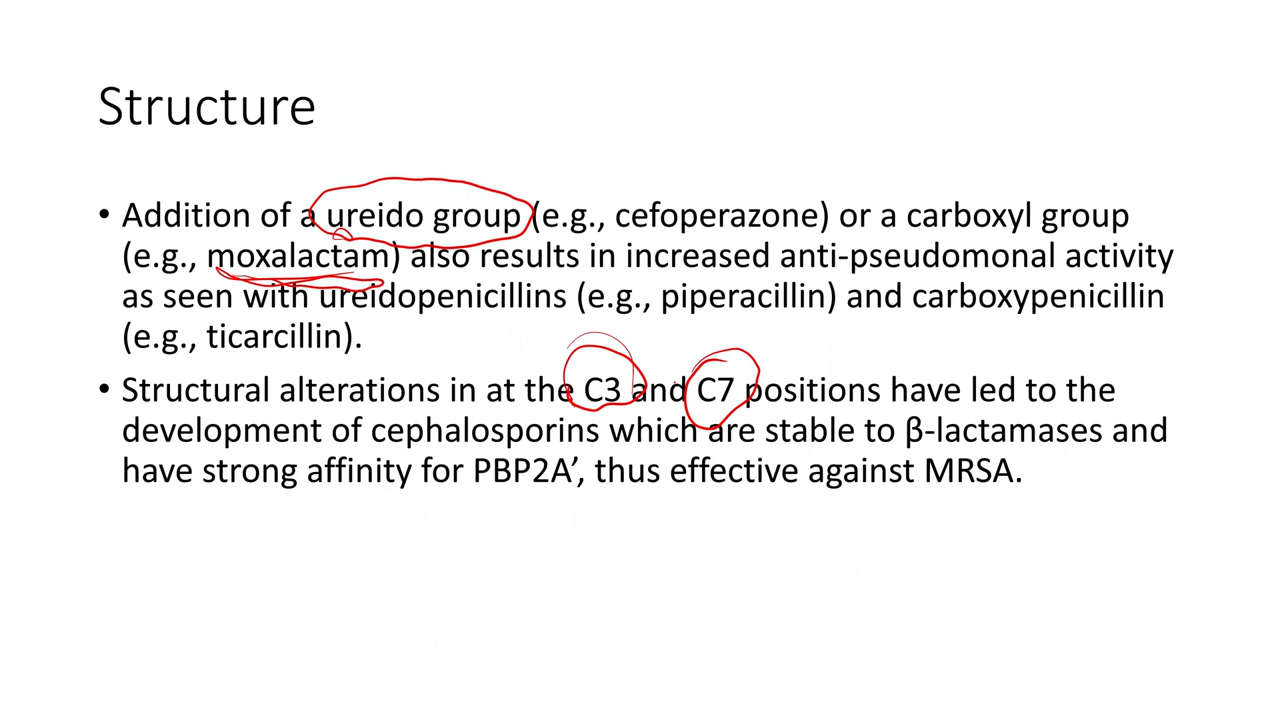 Structure
• Addition of a ureido group (e.g., cefoperazone) or a carboxyl group
(e.g., moxalactam) also results in increased anti-pseudomonal activity
as seen with ureidopenicillins (e.g., piperacillin) and carboxypenicillin
(e.g., ticarcillin).
• Structural alterations in at the C3 and C7 positions have led to the
development of cephalosporins which are stable to β-lactamases and
have strong affinity for PBP2A’, thus effective against MRSA.